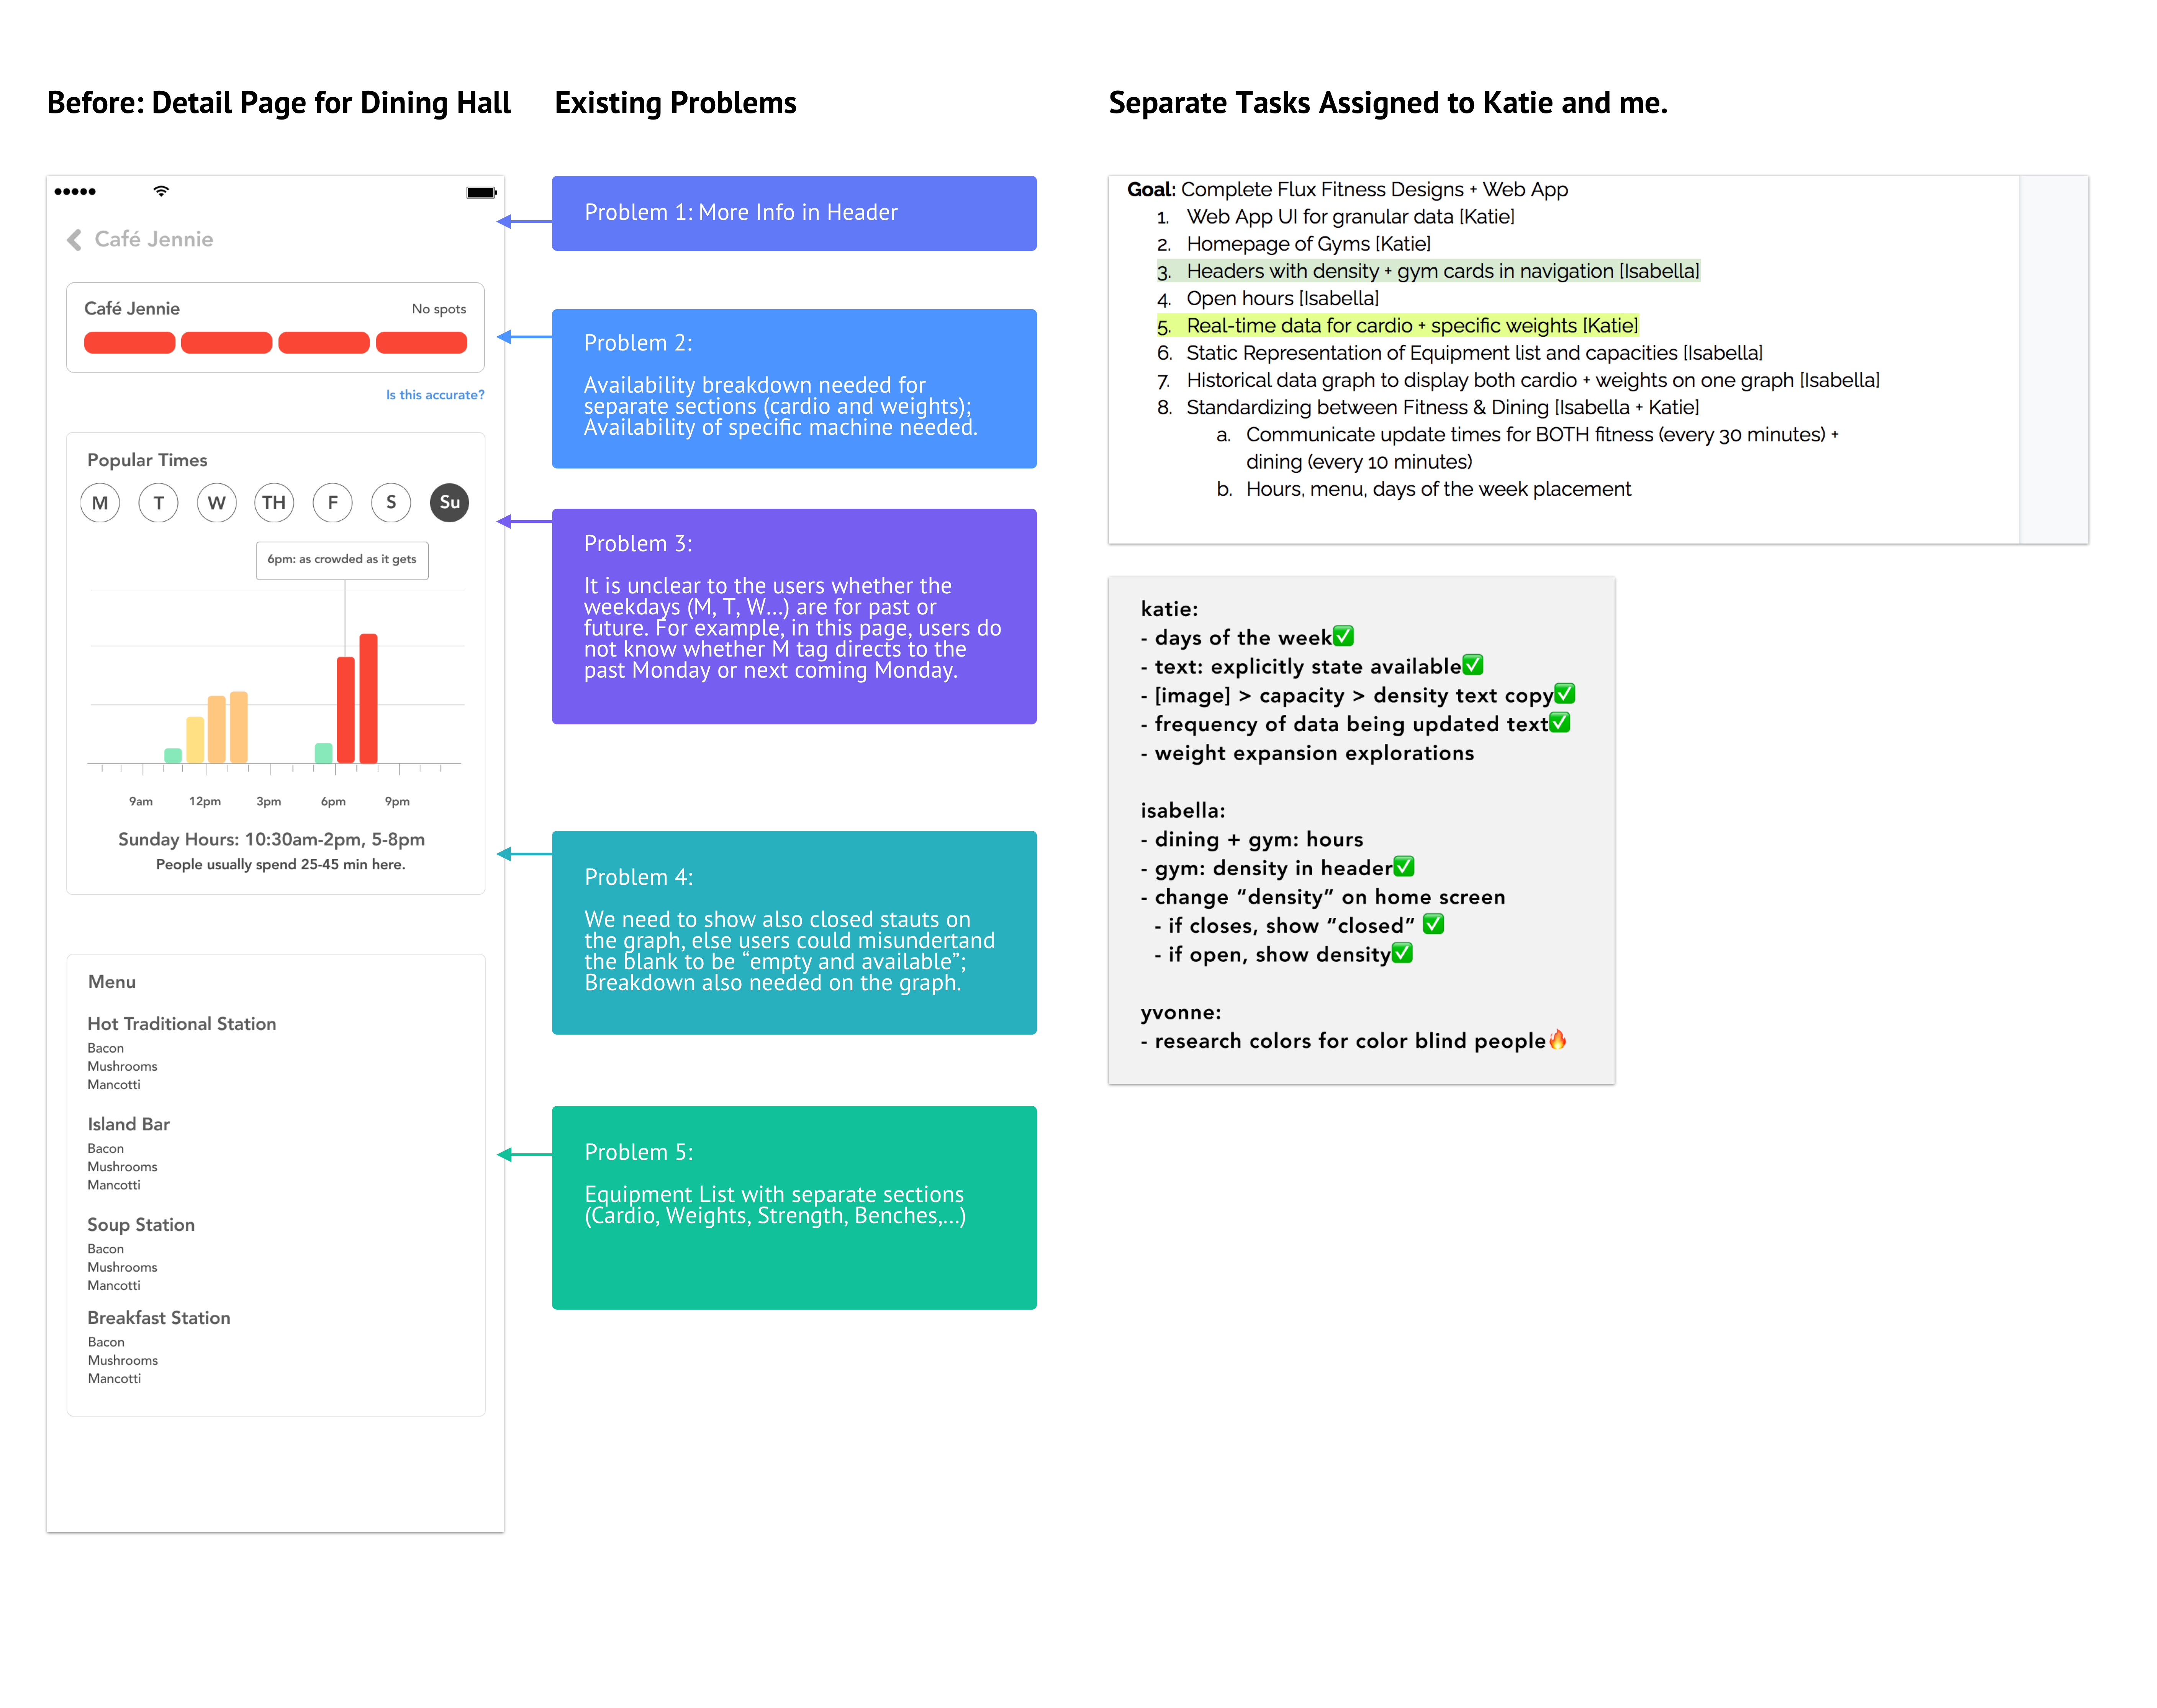 Before: Detail Page for Dining Hall
Café Jennie
Café Jennie
No spots
Is this accurate?
Popular Times
M T W TH F S Su
6pm: as crowded as it gets
9am 12pm 3pm 6pm 9pm
Sunday Hours: 10:30am-2pm, 5-8pm
People usually spend 25-45 min here.
Menu
Hot Traditional Station
Bacon
Mushrooms
Mancotti
Island Bar
Bacon
Mushrooms
Mancotti
Soup Station
Bacon
Mushrooms
Mancotti
Breakfast Station
Bacon
Mushrooms
Mancotti
Existing Problems
Problem 1: More Info in Header
Problem 2:
Availability breakdown needed for
separate sections (cardio and weights);
Availability of specific machine needed.
Problem 3:
It is unclear to the users whether the
weekdays (M, T, W...) are for past or
future. For example, in this page, users do
not know whether M tag directs to the
past Monday or next coming Monday.
Problem 4:
We need to show also closed stauts on
the graph, else users could misundertand
the blank to be “empty and available”;
Breakdown also needed on the graph.
Problem 5:
Equipment List with separate sections
(Cardio, Weights, Strength, Benches,...)
Separate Tasks Assigned to Katie and me.
Goal: Complete Flux Fitness Designs + Web App
1. Web App UI for granular data [Katie]
2. Homepage of Gyms [Katie]
3. Headers with density + gym cards in navigation [Isabella]
4. Open hours [Isabella]
5. Real-time data for cardio + specific weights [Katie]
6. Static Representation of Equipment list and capacities [Isabella]
7. Historical data graph to display both cardio + weights on one graph [Isabella]
8. Standardizing between Fitness & Dining [Isabella + Katie]
a. Communicate update times for BOTH fitness (every 30 minutes) +
dining (every 10 minutes)
b. Hours, menu, days of the week placement
katie:
- days of the week✅
- text: explicitly state available✅
- [image] > capacity > density text copy✅
- frequency of data being updated text✅
- weight expansion explorations
isabella:
- dining + gym: hours
- gym: density in header✅
- change “density” on home screen
- if closes, show “closed” ✅
- if open, show density✅
yvonne:
- research colors for color blind people🔥